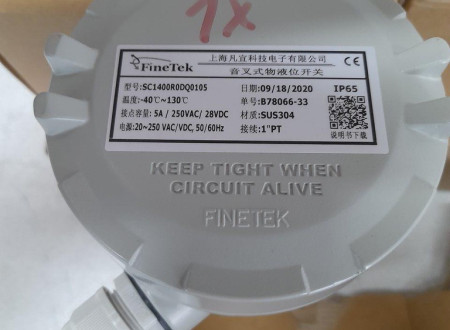 1X
FineTek 上海凡宜科技电子有限公司 CE
音叉式物液位开关
型号:SC1400R0DQ0105 日期:09/18/2020 IP65
温度:-40℃~130℃ 单号:B78066-33
接点容量: 5A / 250VAC/ 28VDC 材质:SUS304
电源:20~250 VAC/VDC, 50/60Hz 接续:1"PT 说明书下载
KEEP TIGHT WHEN
CIRCUIT ALIVE
FINETEK